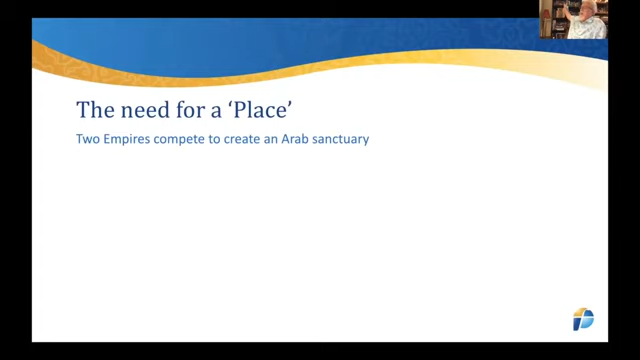 The need for a ‘Place’
Two Empires compete to create an Arab sanctuary